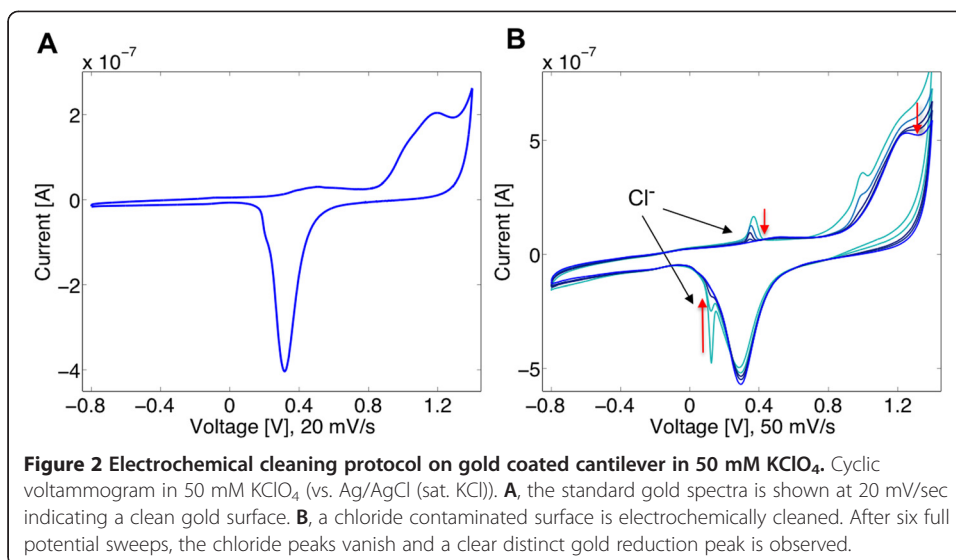 A
B
x 10⁻⁷
x 10⁻⁷
Current [A]
2
0
−2
−4
−0.8
−0.4
0
0.4
0.8
1.2
Voltage [V], 20 mV/s
Current [A]
5
0
−5
Cl⁻
−0.8
−0.4
0
0.4
0.8
1.2
Voltage [V], 50 mV/s
Figure 2 Electrochemical cleaning protocol on gold coated cantilever in 50 mM KClO₄. Cyclic
voltammogram in 50 mM KClO₄ (vs. Ag/AgCl (sat. KCl)). A, the standard gold spectra is shown at 20 mV/sec
indicating a clean gold surface. B, a chloride contaminated surface is electrochemically cleaned. After six full
potential sweeps, the chloride peaks vanish and a clear distinct gold reduction peak is observed.